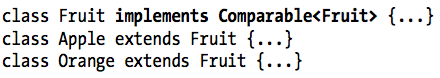 class Fruit implements Comparable<Fruit> {...}
class Apple extends Fruit {...}
class Orange extends Fruit {...}